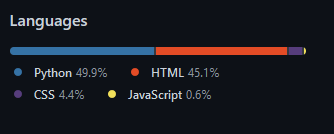 Languages
Python 49.9% HTML 45.1%
CSS 4.4% JavaScript 0.6%